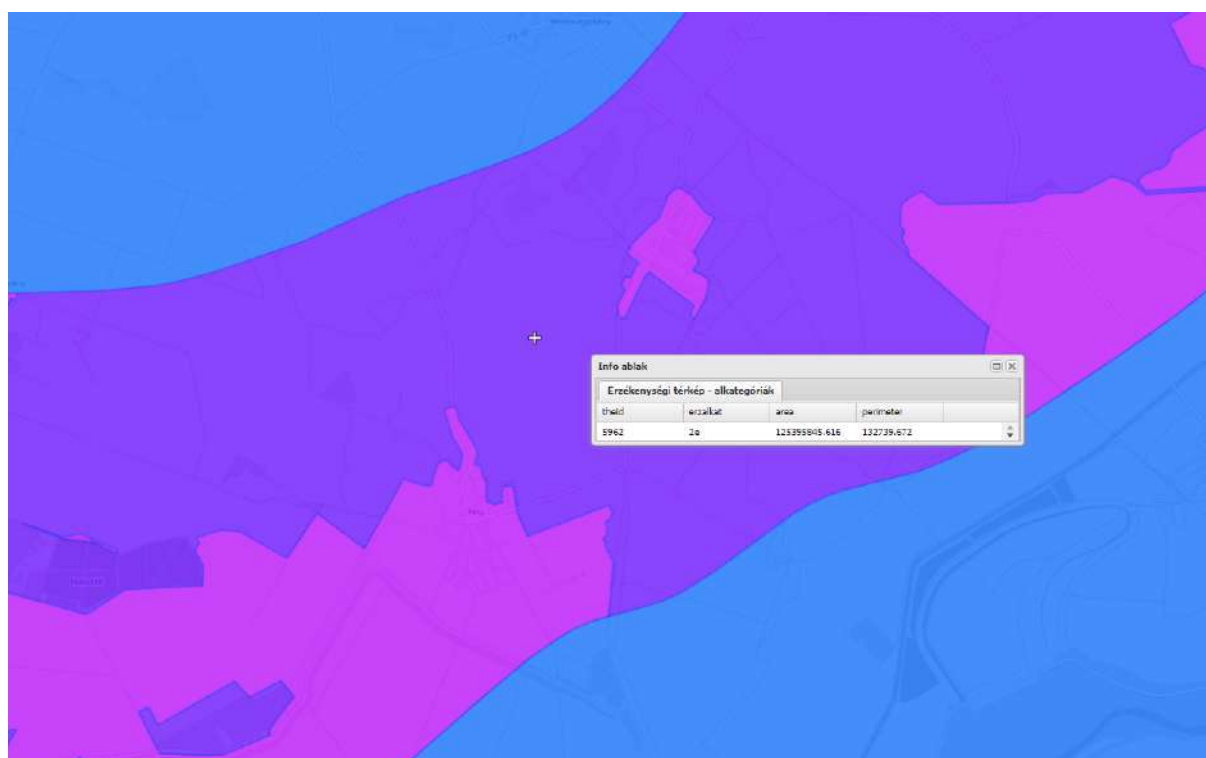 Info ablak
Érzékenységi térkép - alkategóriák
theid erzalkat area perimeter
5962 2a 125395845.616 132739.672